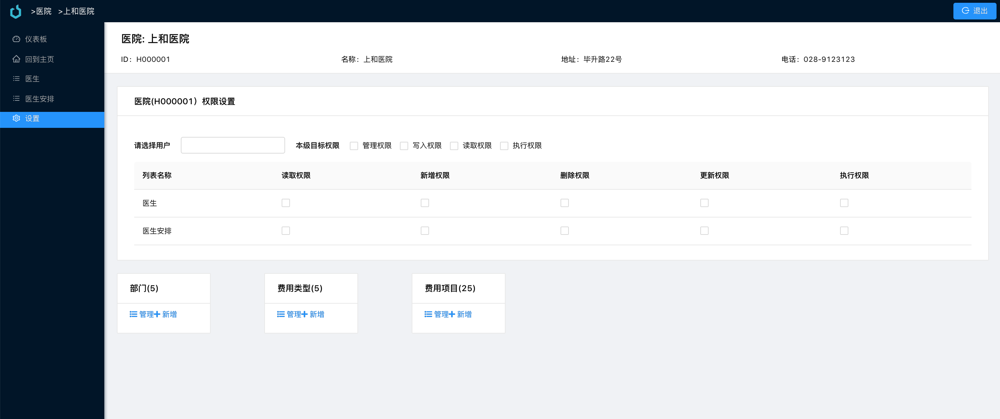 >医院 >上和医院
退出
仪表板
回到主页
医生
医生安排
设置
医院: 上和医院
ID: H000001 名称: 上和医院 地址: 毕升路22号 电话: 028-9123123
医院(H000001）权限设置
请选择用户 本级目标权限 管理权限 写入权限 读取权限 执行权限
列表名称 读取权限 新增权限 删除权限 更新权限 执行权限
医生
医生安排
部门(5) 费用类型(5) 费用项目(25)
管理 新增 管理 新增 管理 新增